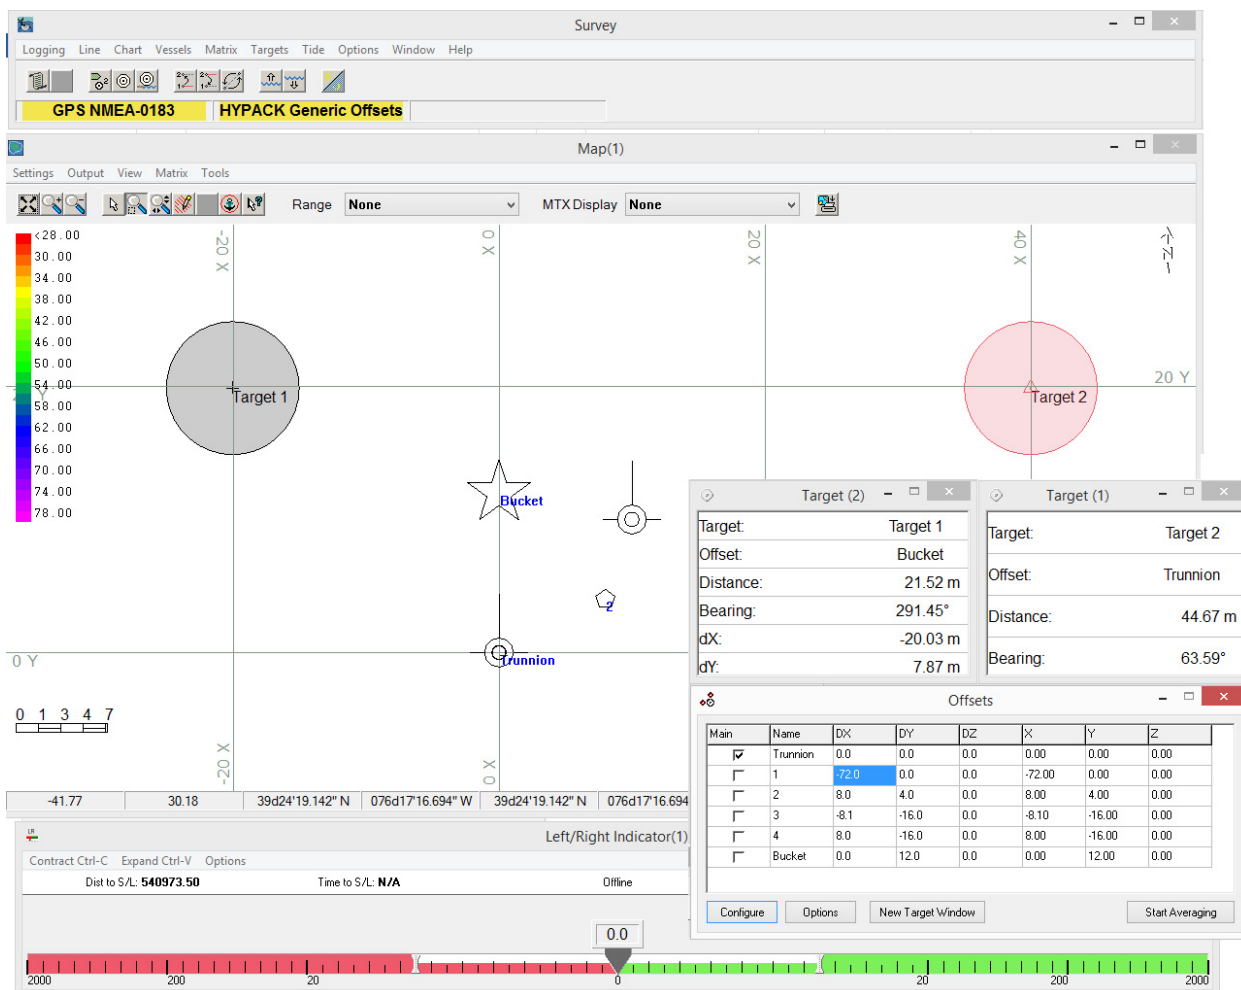 Survey
Logging Line Chart Vessels Matrix Targets Tide Options Window Help
GPS NMEA-0183 HYPACK Generic Offsets
Map(1)
Settings Output View Matrix Tools
Range None MTX Display None
<28.00
30.00
34.00
38.00
42.00
46.00
50.00
54.00
58.00
62.00
66.00
70.00
74.00
78.00
-20 X
0 X
20 X
40 X
N
20 Y
Target 1
Target 2
Bucket
2
Trunnion
0 Y
0 1 3 4 7
-20 X
0 X
-41.77 30.18 39d24'19.142" N 076d17'16.694" W 39d24'19.142" N 076d17'16.694
Target (2)
Target: Target 1
Offset: Bucket
Distance: 21.52 m
Bearing: 291.45°
dX: -20.03 m
dY: 7.87 m
Target (1)
Target: Target 2
Offset: Trunnion
Distance: 44.67 m
Bearing: 63.59°
Offsets
Main Name DX DY DZ X Y Z
Trunnion 0.0 0.0 0.0 0.00 0.00 0.00
1 -72.0 0.0 0.0 -72.00 0.00 0.00
2 8.0 4.0 0.0 8.00 4.00 0.00
3 -8.1 -16.0 0.0 -8.10 -16.00 0.00
4 8.0 -16.0 0.0 8.00 -16.00 0.00
Bucket 0.0 12.0 0.0 0.00 12.00 0.00
Configure Options New Target Window Start Averaging
LR
Left/Right Indicator(1)
Contract Ctrl-C Expand Ctrl-V Options
Dist to S/L: 540973.50 Time to S/L: N/A Offline
0.0
2000 200 20 0 20 200 2000